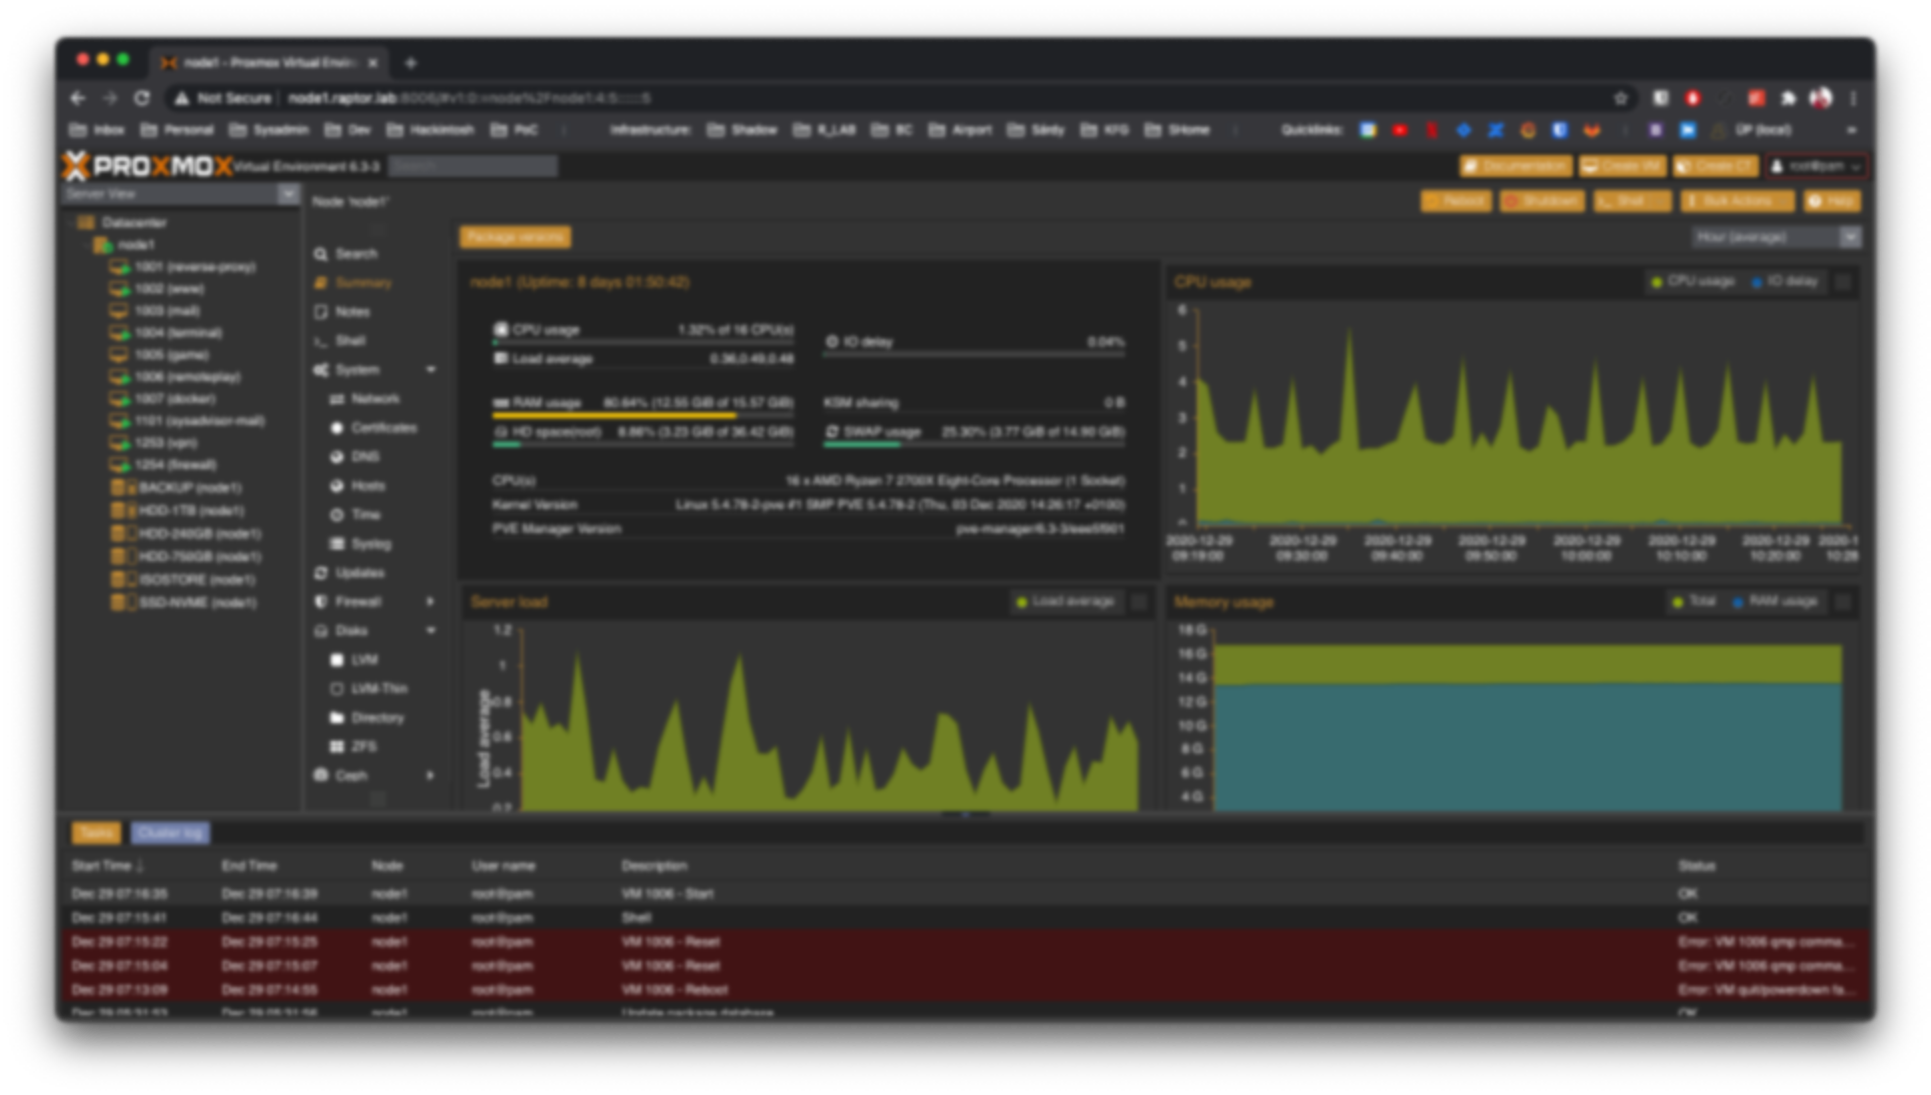 node1 - Proxmox Virtual Envir
Not Secure node1.raptor.lab:8006/#v1:0:=node%2Fnode1:4:5::::::5
Inbox Personal Sysadmin Dev Hackintosh PoC Infrastructure: Shadow R_LAB BC Airport Sándy KFG SHome Quicklinks: ÜP (local) »
PROXMOX Virtual Environment 6.3-3 Search Documentation Create VM Create CT root@pam
Server View
Node 'node1' Reboot Shutdown Shell Bulk Actions Help
Datacenter
node1
1001 (reverse-proxy)
1002 (www)
1003 (mail)
1004 (terminal)
1005 (game)
1006 (remoteplay)
1007 (docker)
1101 (sysadvisor-mail)
1253 (vpn)
1254 (firewall)
BACKUP (node1)
HDD-1TB (node1)
HDD-240GB (node1)
HDD-750GB (node1)
ISOSTORE (node1)
SSD-NVME (node1)
Search
Summary
Notes
Shell
System
Network
Certificates
DNS
Hosts
Time
Syslog
Updates
Firewall
Disks
LVM
LVM-Thin
Directory
ZFS
Ceph
Package versions Hour (average)
node1 (Uptime: 8 days 01:50:42)
CPU usage 1.32% of 16 CPU(s)
IO delay 0.04%
Load average 0.36,0.49,0.48
RAM usage 80.64% (12.55 GiB of 15.57 GiB)
KSM sharing 0 B
HD space(root) 8.86% (3.23 GiB of 36.42 GiB)
SWAP usage 25.30% (3.77 GiB of 14.90 GiB)
CPU(s) 16 x AMD Ryzen 7 2700X Eight-Core Processor (1 Socket)
Kernel Version Linux 5.4.78-2-pve #1 SMP PVE 5.4.78-2 (Thu, 03 Dec 2020 14:26:17 +0100)
PVE Manager Version pve-manager/6.3-3/eee5f901
CPU usage CPU usage IO delay
6
5
4
3
2
1
0
2020-12-29 2020-12-29 2020-12-29 2020-12-29 2020-12-29 2020-12-29 2020-12-29 2020-1
09:19:00 09:30:00 09:40:00 09:50:00 10:00:00 10:10:00 10:20:00 10:28
Server load Load average
1.2
1
0.8
0.6
0.4
0.2
Load average
Memory usage Total RAM usage
18 G
16 G
14 G
12 G
10 G
8 G
6 G
4 G
Tasks Cluster log
Start Time ↓ End Time Node User name Description Status
Dec 29 07:16:35 Dec 29 07:16:39 node1 root@pam VM 1006 - Start OK
Dec 29 07:15:41 Dec 29 07:16:44 node1 root@pam Shell OK
Dec 29 07:15:22 Dec 29 07:15:25 node1 root@pam VM 1006 - Reset Error: VM 1006 qmp comma...
Dec 29 07:15:04 Dec 29 07:15:07 node1 root@pam VM 1006 - Reset Error: VM 1006 qmp comma...
Dec 29 07:13:09 Dec 29 07:14:55 node1 root@pam VM 1006 - Reboot Error: VM quit/powerdown fa...
Dec 29 05:31:53 Dec 29 05:31:56 node1 root@pam Update package database OK